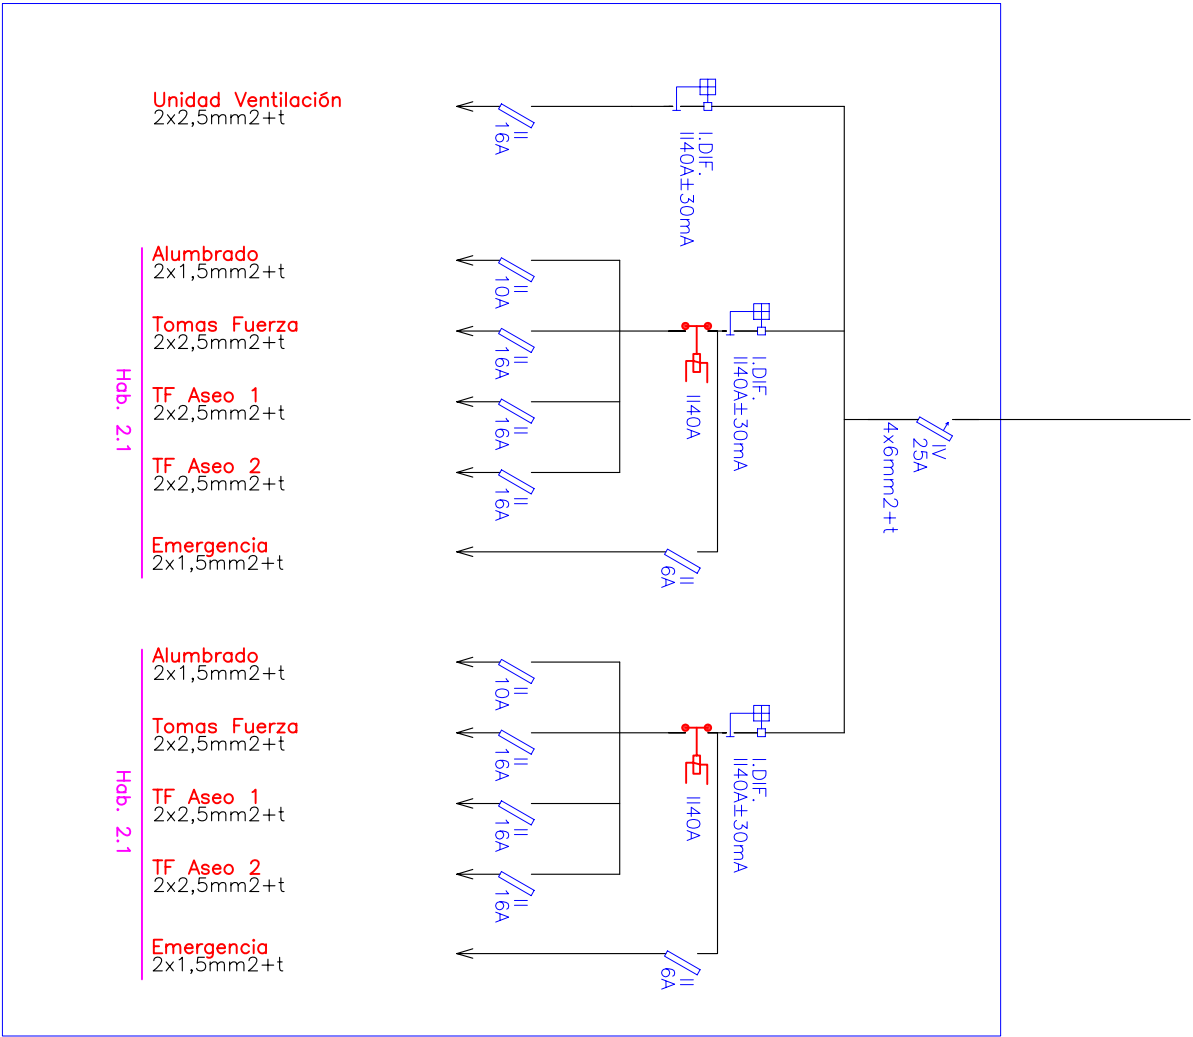 Unidad Ventilación
2x2,5mm2+t
II
16A
I.DIF.
II40A±30mA
Alumbrado
2x1,5mm2+t
II
10A
Tomas Fuerza
2x2,5mm2+t
II
16A
II40A
I.DIF.
II40A±30mA
TF Aseo 1
2x2,5mm2+t
II
16A
Hab. 2.1
TF Aseo 2
2x2,5mm2+t
II
16A
IV
25A
4x6mm2+t
Emergencia
2x1,5mm2+t
II
6A
Alumbrado
2x1,5mm2+t
II
10A
Tomas Fuerza
2x2,5mm2+t
II
16A
II40A
I.DIF.
II40A±30mA
TF Aseo 1
2x2,5mm2+t
II
16A
Hab. 2.1
TF Aseo 2
2x2,5mm2+t
II
16A
Emergencia
2x1,5mm2+t
II
6A